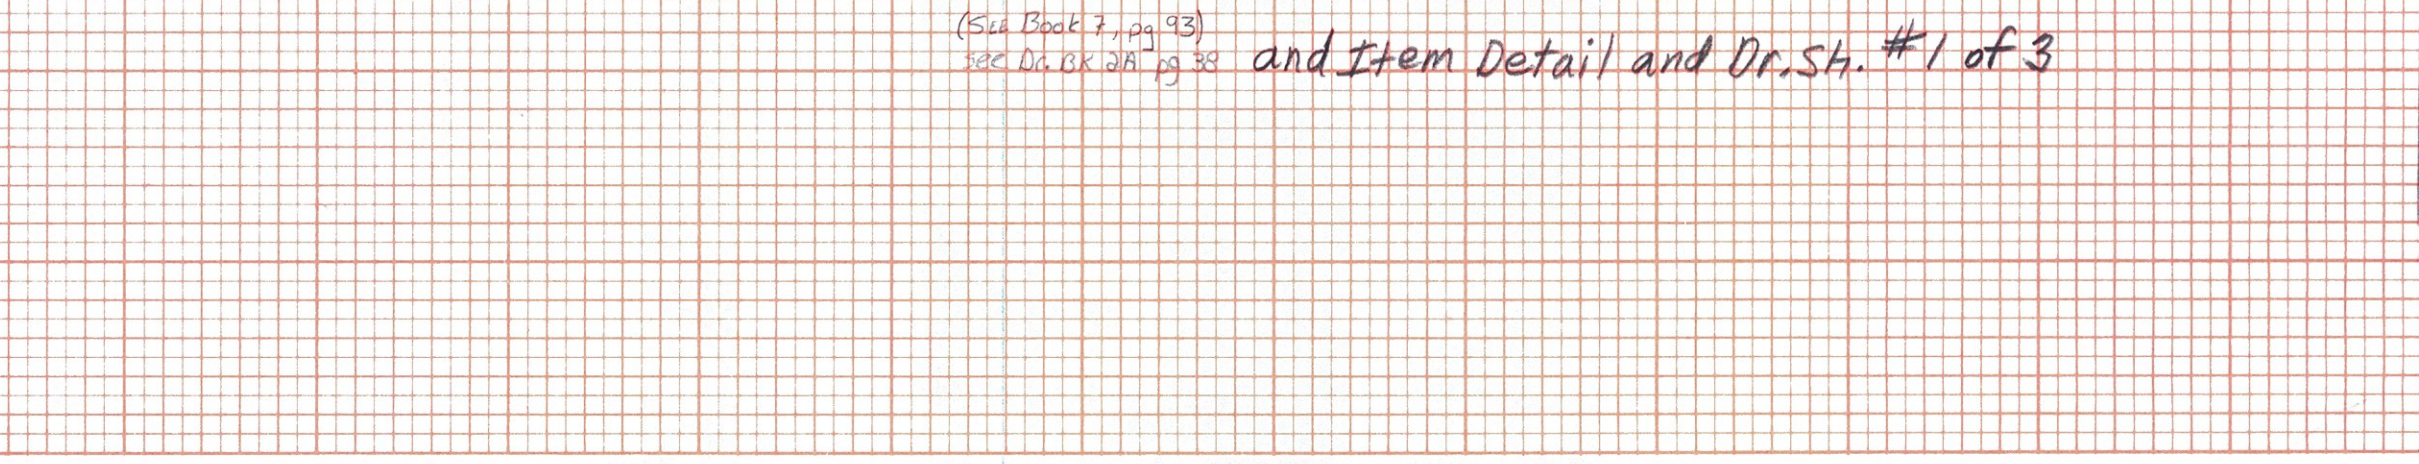 (SEE Book 7, pg 93)
see Dr. BK 2A pg 38 and Item Detail and Dr. Sh. #1 of 3